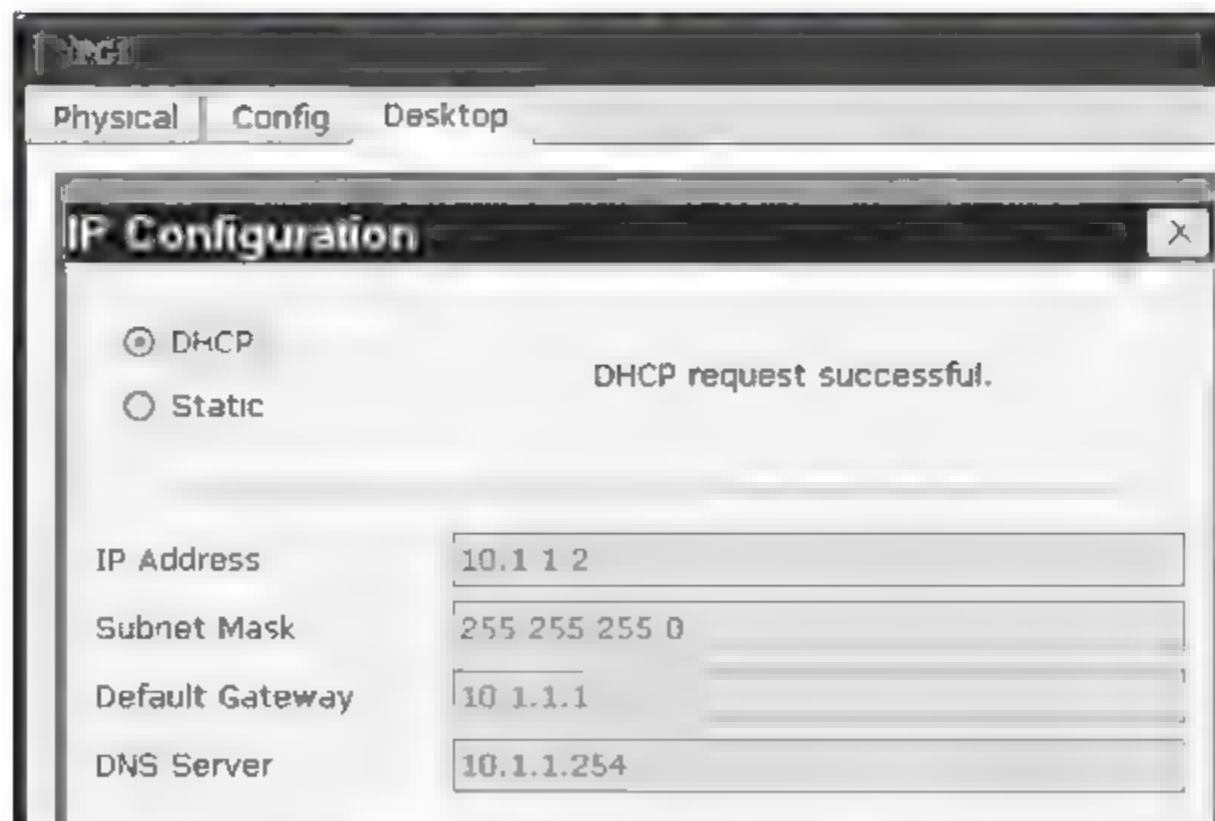 Physical Config Desktop
IP Configuration X
DHCP
DHCP request successful.
Static
IP Address 10.1 1 2
Subnet Mask 255 255 255 0
Default Gateway 10 1.1.1
DNS Server 10.1.1.254